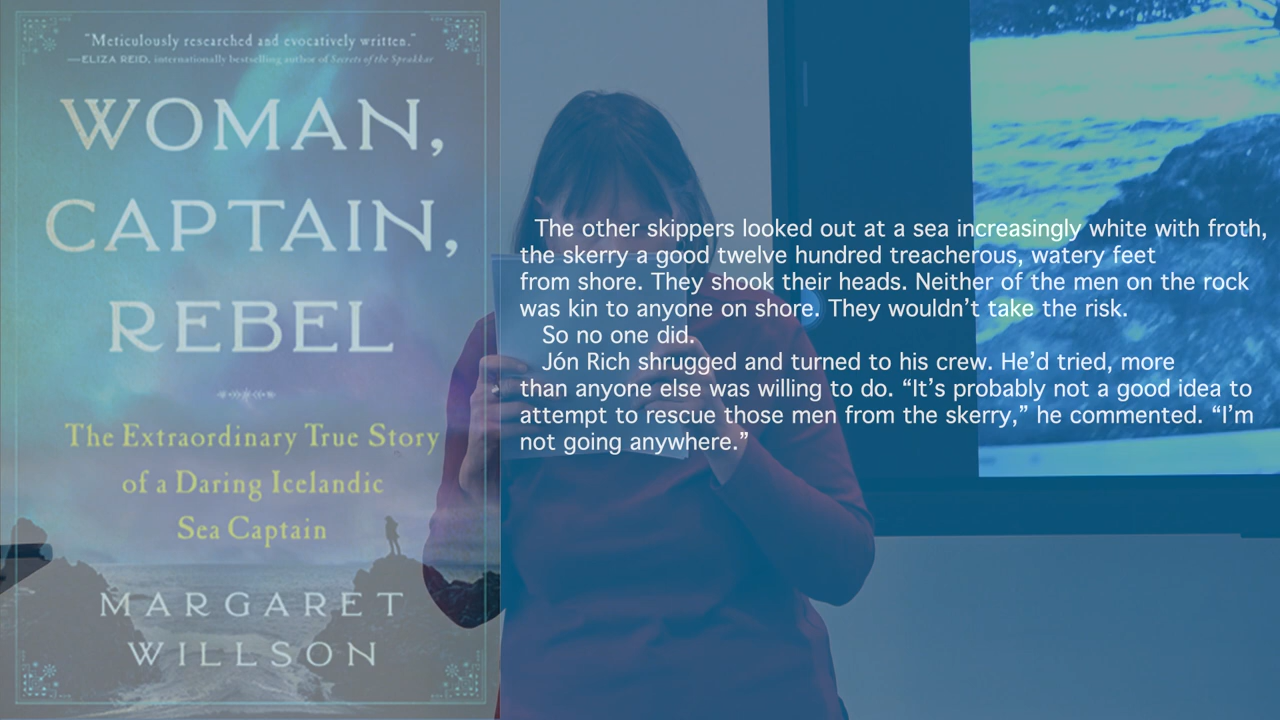 "Meticulously researched and evocatively written."
—ELIZA REID, internationally bestselling author of Secrets of the Sprakkar
WOMAN,
CAPTAIN,
REBEL
The Extraordinary True Story
of a Daring Icelandic
Sea Captain
MARGARET
WILLSON
The other skippers looked out at a sea increasingly white with froth,
the skerry a good twelve hundred treacherous, watery feet
from shore. They shook their heads. Neither of the men on the rock
was kin to anyone on shore. They wouldn’t take the risk.
So no one did.
Jón Rich shrugged and turned to his crew. He’d tried, more
than anyone else was willing to do. “It’s probably not a good idea to
attempt to rescue those men from the skerry,” he commented. “I’m
not going anywhere.”